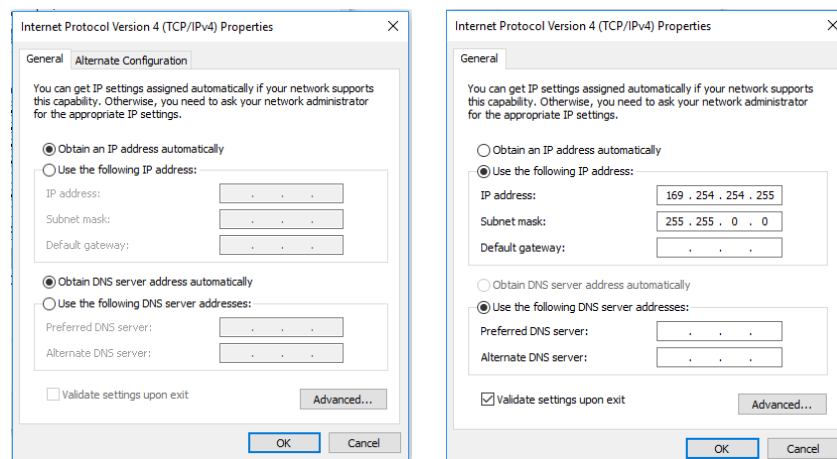 Internet Protocol Version 4 (TCP/IPv4) Properties
General
Alternate Configuration
You can get IP settings assigned automatically if your network supports
this capability. Otherwise, you need to ask your network administrator
for the appropriate IP settings.
Obtain an IP address automatically
Use the following IP address:
IP address:
Subnet mask:
Default gateway:
Obtain DNS server address automatically
Use the following DNS server addresses:
Preferred DNS server:
Alternate DNS server:
Validate settings upon exit
Advanced...
OK
Cancel
Internet Protocol Version 4 (TCP/IPv4) Properties
General
You can get IP settings assigned automatically if your network supports
this capability. Otherwise, you need to ask your network administrator
for the appropriate IP settings.
Obtain an IP address automatically
Use the following IP address:
IP address: 169 . 254 . 254 . 255
Subnet mask: 255 . 255 . 0 . 0
Default gateway:
Obtain DNS server address automatically
Use the following DNS server addresses:
Preferred DNS server:
Alternate DNS server:
Validate settings upon exit
Advanced...
OK
Cancel